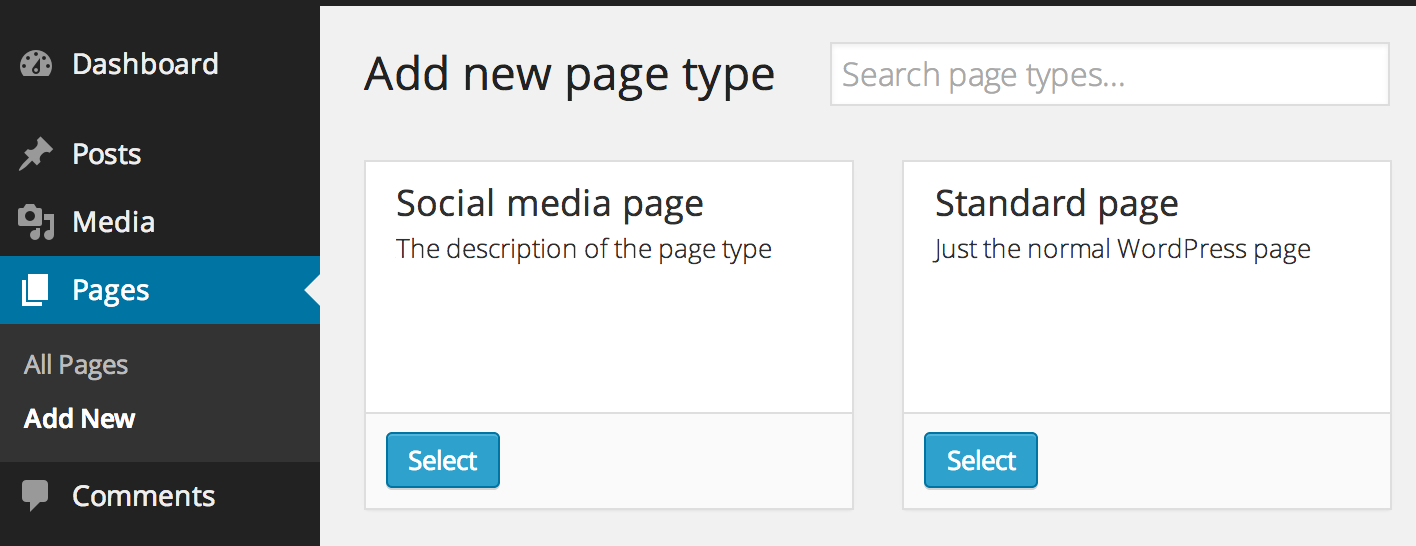 Dashboard
Posts
Media
Pages
All Pages
Add New
Comments
Add new page type
Search page types...
Social media page
The description of the page type
Select
Standard page
Just the normal WordPress page
Select